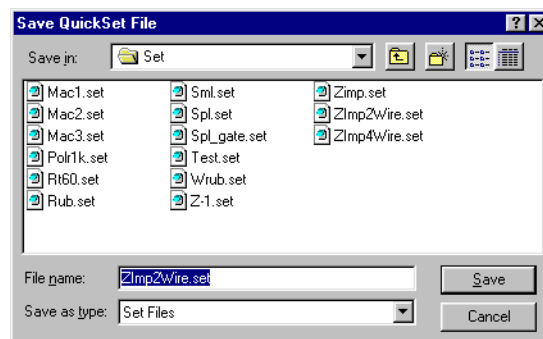 Save QuickSet File
Save in: Set
Mac1.set Sml.set Zimp.set
Mac2.set Spl.set ZImp2Wire.set
Mac3.set Spl_gate.set ZImp4Wire.set
Polr1k.set Test.set
Rt60.set Wrub.set
Rub.set Z-1.set
File name: ZImp2Wire.set Save
Save as type: Set Files Cancel